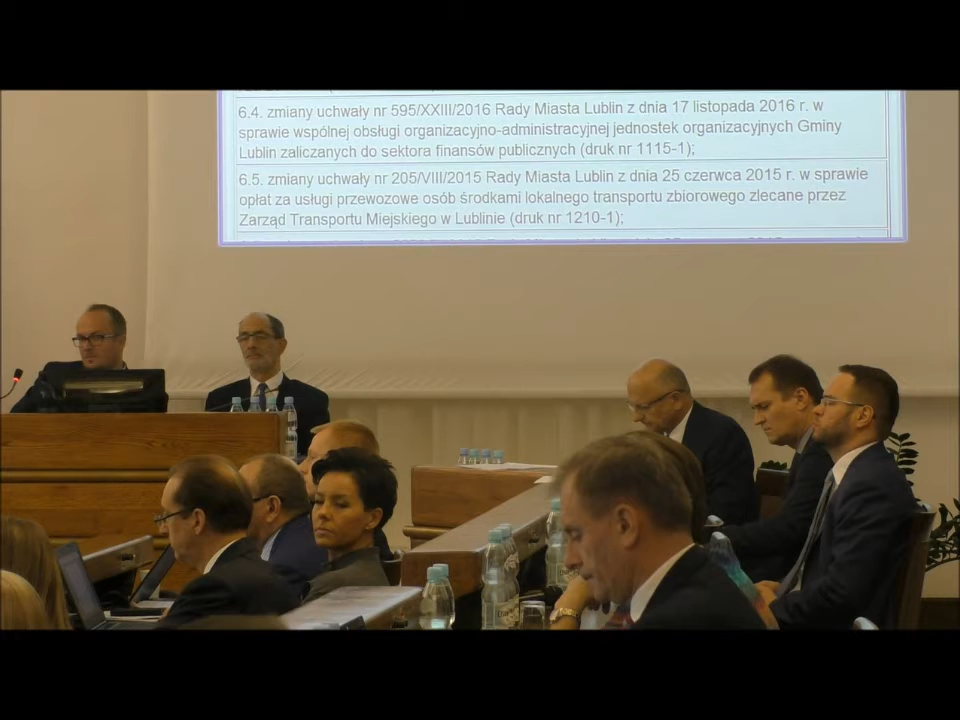 6.4. zmiany uchwały nr 595/XXIII/2016 Rady Miasta Lublin z dnia 17 listopada 2016 r. w
sprawie wspólnej obsługi organizacyjno-administracyjnej jednostek organizacyjnych Gminy
Lublin zaliczanych do sektora finansów publicznych (druk nr 1115-1);
6.5. zmiany uchwały nr 205/VIII/2015 Rady Miasta Lublin z dnia 25 czerwca 2015 r. w sprawie
opłat za usługi przewozowe osób środkami lokalnego transportu zbiorowego zlecane przez
Zarząd Transportu Miejskiego w Lublinie (druk nr 1210-1);